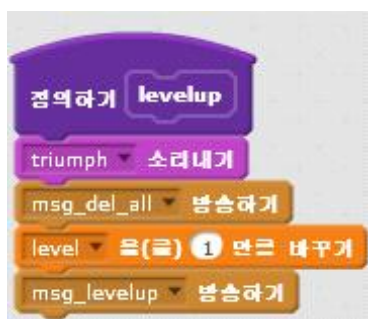 정의하기 levelup
triumph 소리내기
msg_del_all 방송하기
level 을(를) 1 만큼 바꾸기
msg_levelup 방송하기